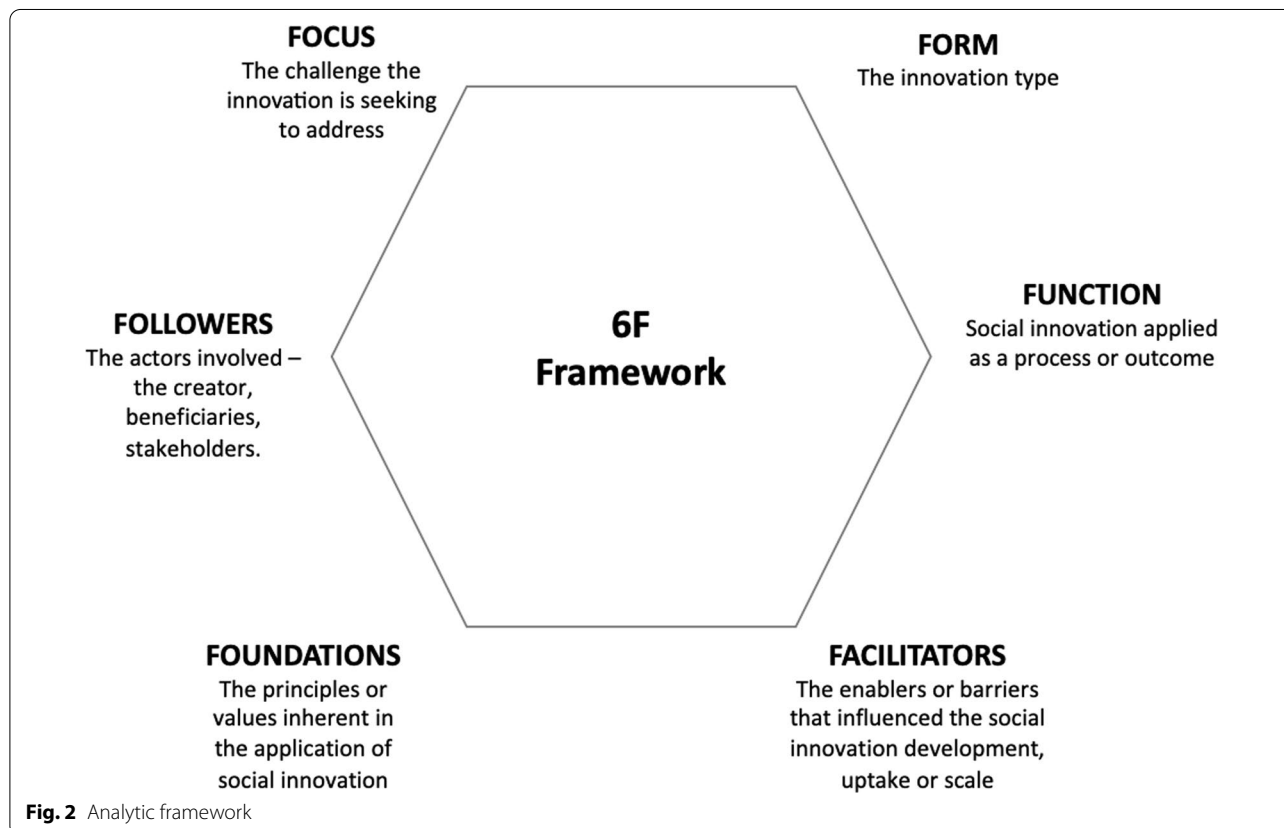 FOCUS
The challenge the
innovation is seeking
to address
FORM
The innovation type
FOLLOWERS
The actors involved –
the creator,
beneficiaries,
stakeholders.
6F
Framework
FUNCTION
Social innovation applied
as a process or outcome
FOUNDATIONS
The principles or
values inherent in
the application of
social innovation
FACILITATORS
The enablers or barriers
that influenced the social
innovation development,
uptake or scale
Fig. 2 Analytic framework